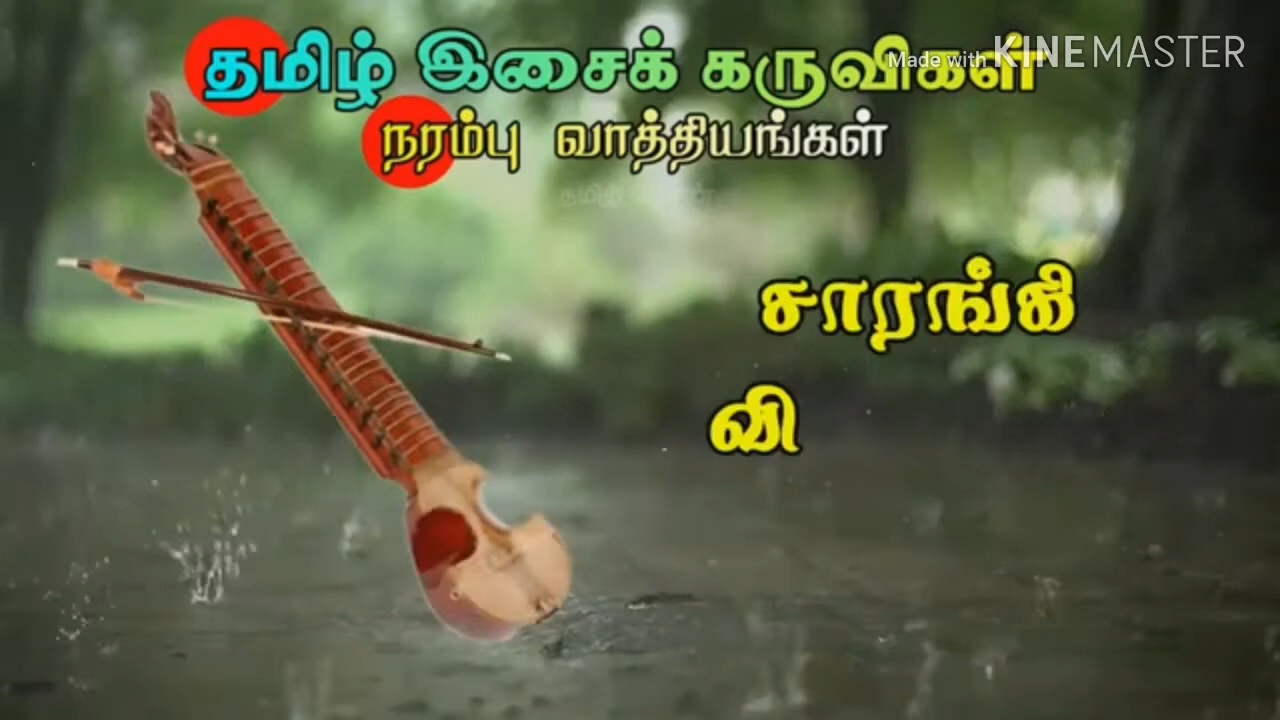 தமிழ் இசைக் கருவிகள்
Made with KINEMASTER
நரம்பு வாத்தியங்கள்
சாரங்கி
வி